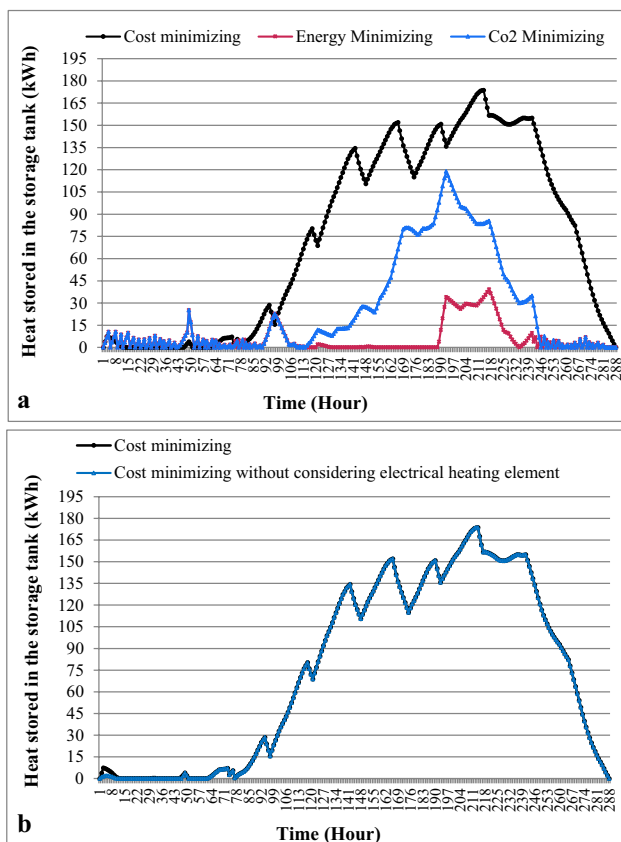 Cost minimizing Energy Minimizing Co2 Minimizing
195
180
165
150
135
120
105
90
75
60
45
30
15
0
Heat stored in the storage tank (kWh)
1 8 15 22 29 36 43 50 57 64 71 78 85 92 99 106 113 120 127 134 141 148 155 162 169 176 183 190 197 204 211 218 225 232 239 246 253 260 267 274 281 288
a
Time (Hour)
Cost minimizing
Cost minimizing without considering electrical heating element
195
180
165
150
135
120
105
90
75
60
45
30
15
0
Heat stored in the storage tank (kWh)
1 8 15 22 29 36 43 50 57 64 71 78 85 92 99 106 113 120 127 134 141 148 155 162 169 176 183 190 197 204 211 218 225 232 239 246 253 260 267 274 281 288
b
Time (Hour)